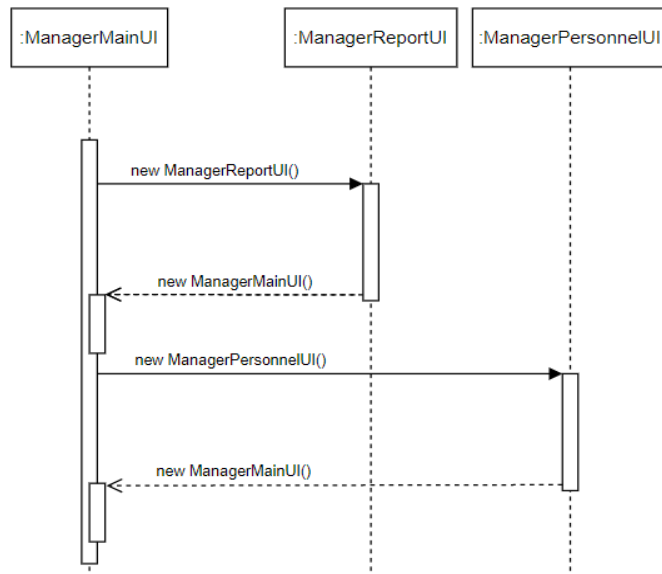 :ManagerMainUI
:ManagerReportUI
:ManagerPersonnelUI
new ManagerReportUI()
new ManagerMainUI()
new ManagerPersonnelUI()
new ManagerMainUI()